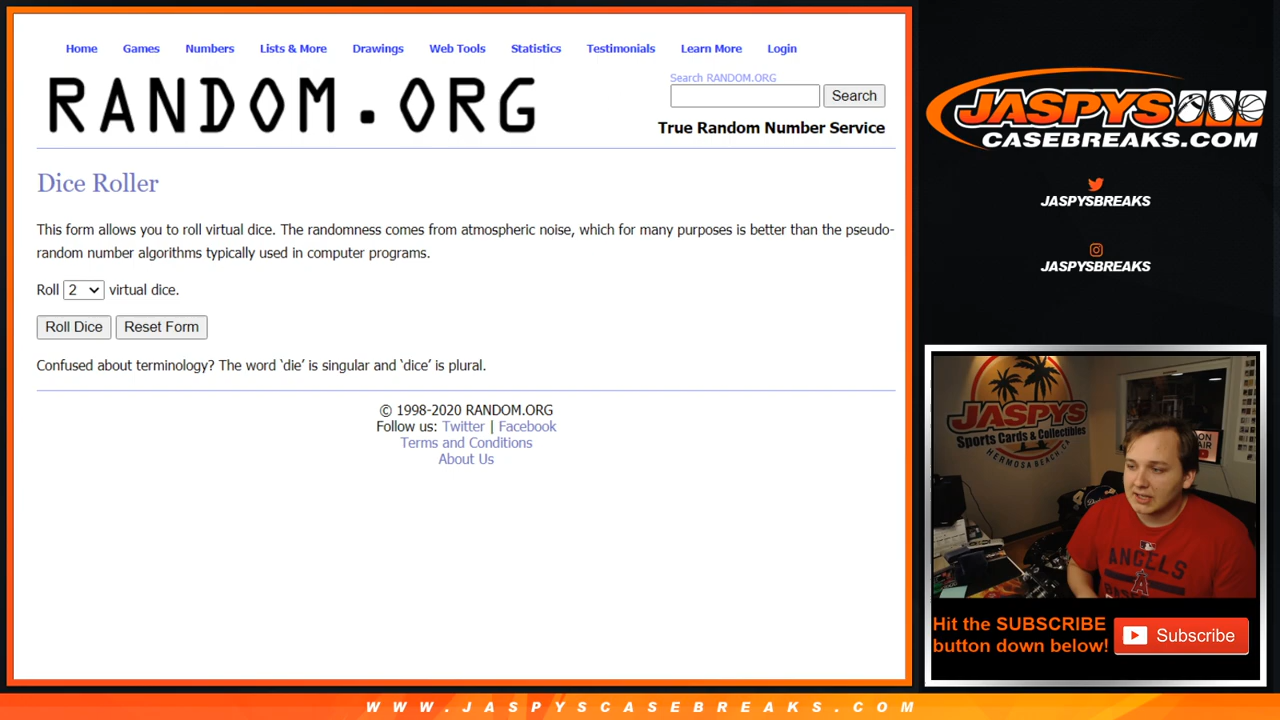 Home Games Numbers Lists & More Drawings Web Tools Statistics Testimonials Learn More Login
RANDOM.ORG
Search RANDOM.ORG
Search
True Random Number Service
Dice Roller
This form allows you to roll virtual dice. The randomness comes from atmospheric noise, which for many purposes is better than the pseudo-
random number algorithms typically used in computer programs.
Roll 2 virtual dice.
Roll Dice Reset Form
Confused about terminology? The word ‘die’ is singular and ‘dice’ is plural.
© 1998-2020 RANDOM.ORG
Follow us: Twitter | Facebook
Terms and Conditions
About Us
JASPYS
CASEBREAKS.COM
JASPYSBREAKS
JASPYSBREAKS
JASPYS
Sports Cards & Collectibles
HERMOSA BEACH, CA
ON
AIR
ANGELS
Hit the SUBSCRIBE
button down below!
Subscribe
WWW.JASPYSCASEBREAKS.COM